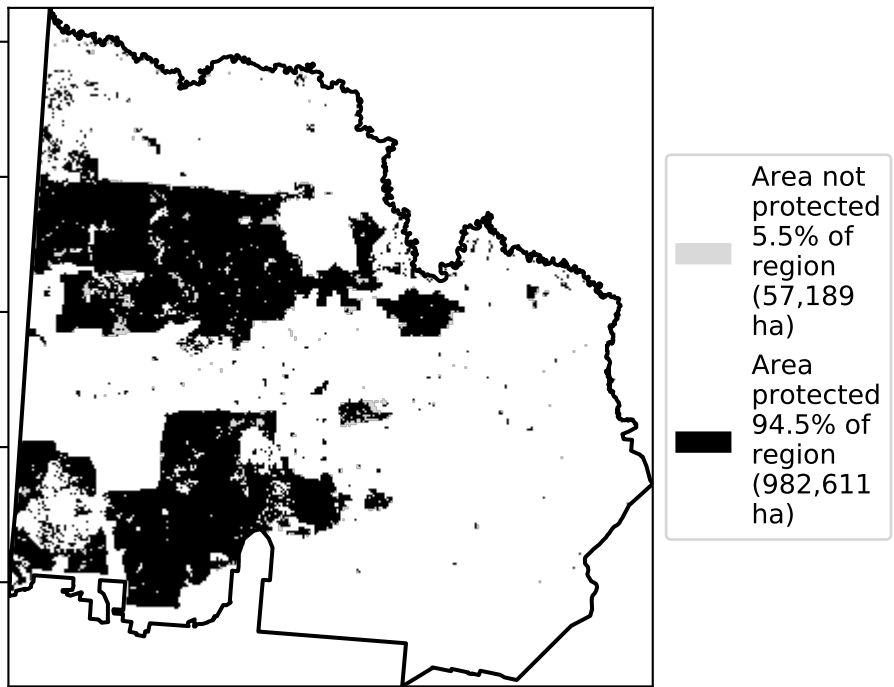 Area not
protected
5.5% of
region
(57,189
ha)
Area
protected
94.5% of
region
(982,611
ha)